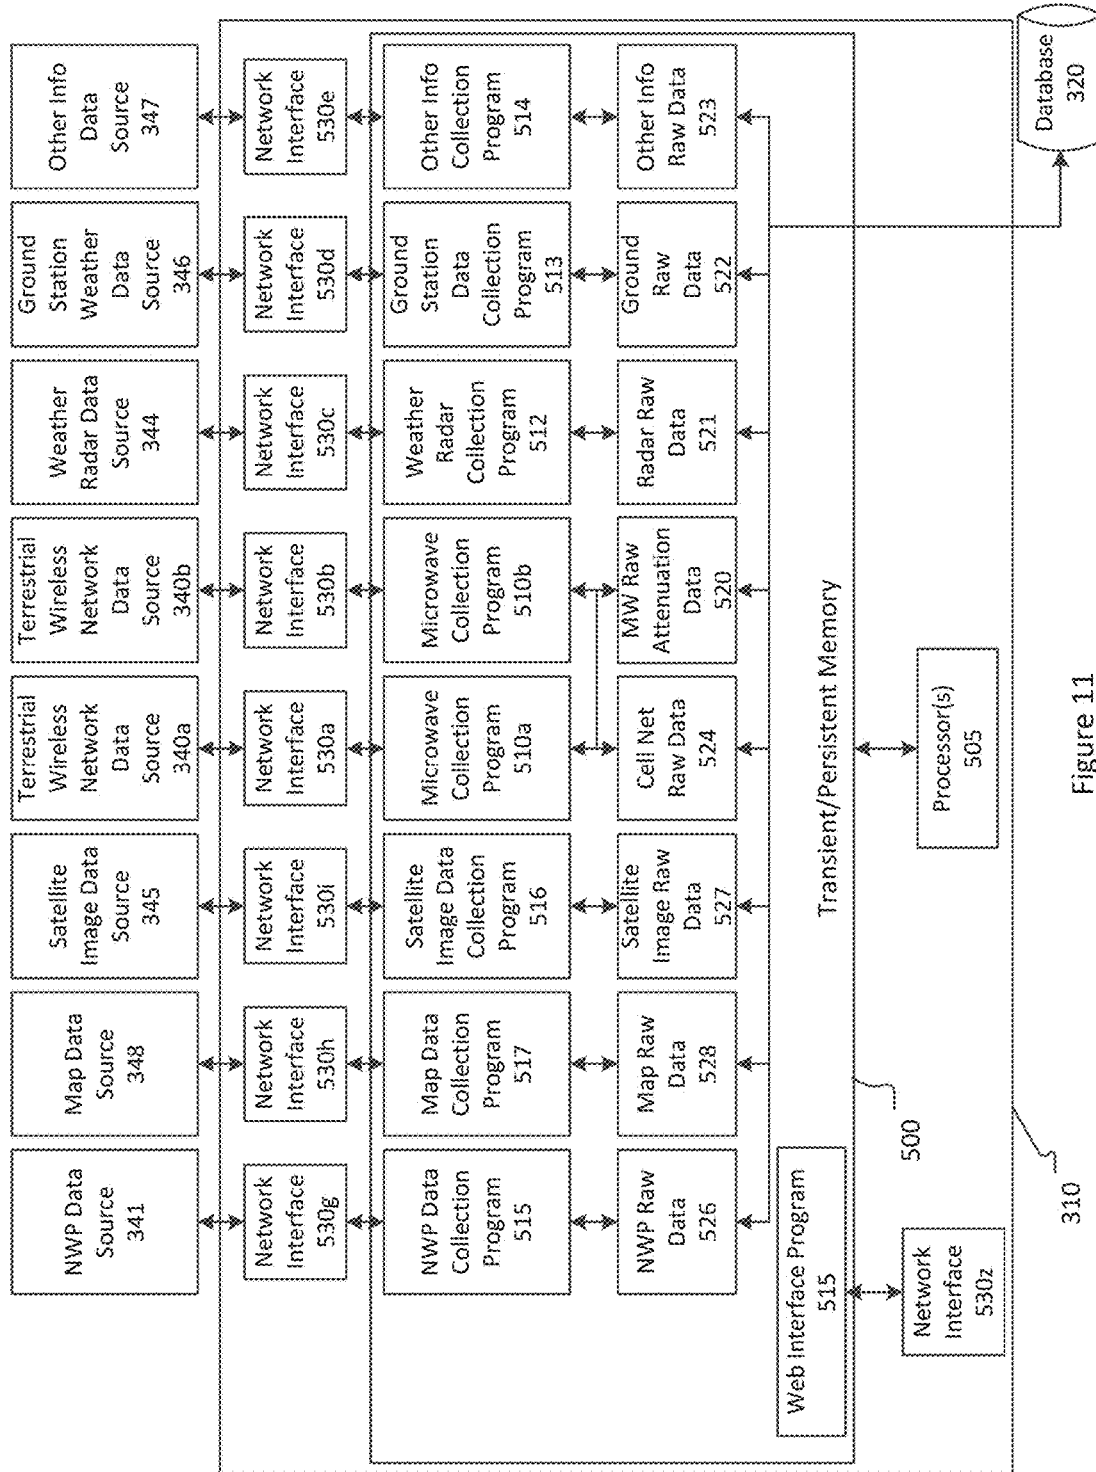 NWP Data
Source
341
Map Data
Source
348
Satellite
Image Data
Source
345
Terrestrial
Wireless
Network
Data
Source
340a
Terrestrial
Wireless
Network
Data
Source
340b
Weather
Radar Data
Source
344
Ground
Station
Weather
Data
Source
346
Other Info
Data
Source
347
Network
Interface
530g
Network
Interface
530h
Network
Interface
530i
Network
Interface
530a
Network
Interface
530b
Network
Interface
530c
Network
Interface
530d
Network
Interface
530e
NWP Data
Collection
Program
515
Map Data
Collection
Program
517
Satellite
Image Data
Collection
Program
516
Microwave
Collection
Program
510a
Microwave
Collection
Program
510b
Weather
Radar
Collection
Program
512
Ground
Station
Data
Collection
Program
513
Other Info
Collection
Program
514
NWP Raw
Data
526
Map Raw
Data
528
Satellite
Image Raw
Data
527
Cell Net
Raw Data
524
MW Raw
Attenuation
Data
520
Radar Raw
Data
521
Ground
Raw
Data
522
Other Info
Raw Data
523
Web Interface Program
515
Transient/Persistent Memory
500
Network
Interface
530z
Processor(s)
505
310
Database
320
Figure 11